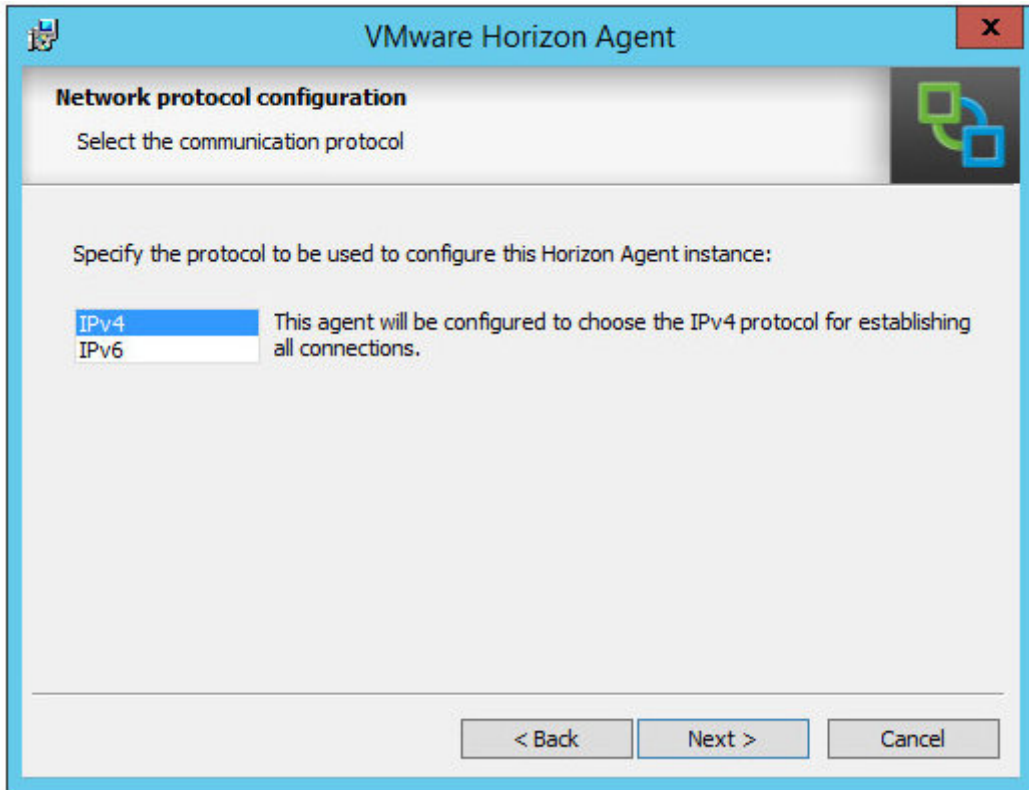 VMware Horizon Agent
x
Network protocol configuration
Select the communication protocol
Specify the protocol to be used to configure this Horizon Agent instance:
IPv4
IPv6
This agent will be configured to choose the IPv4 protocol for establishing
all connections.
< Back
Next >
Cancel